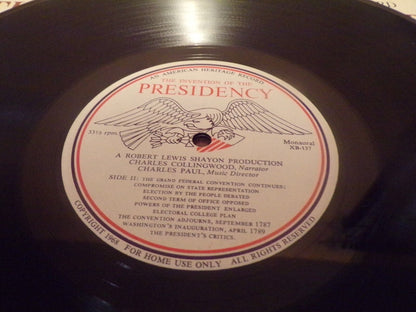 AN AMERICAN HERITAGE RECORD
THE INVENTION OF THE
PRESIDENCY
33⅓ rpm.
Monaural
XB-137
A ROBERT LEWIS SHAYON PRODUCTION
CHARLES COLLINGWOOD, Narrator
CHARLES PAUL, Music Director
SIDE II: THE GRAND FEDERAL CONVENTION CONTINUES;
COMPROMISE ON STATE REPRESENTATION
ELECTION BY THE PEOPLE DEBATED
SECOND TERM OF OFFICE OPPOSED
POWERS OF THE PRESIDENT ENLARGED
ELECTORAL COLLEGE PLAN
THE CONVENTION ADJOURNS, SEPTEMBER 1787
WASHINGTON'S INAUGURATION, APRIL 1789
THE PRESIDENT'S CRITICS.
COPYRIGHT 1968 FOR HOME USE ONLY ALL RIGHTS RESERVED